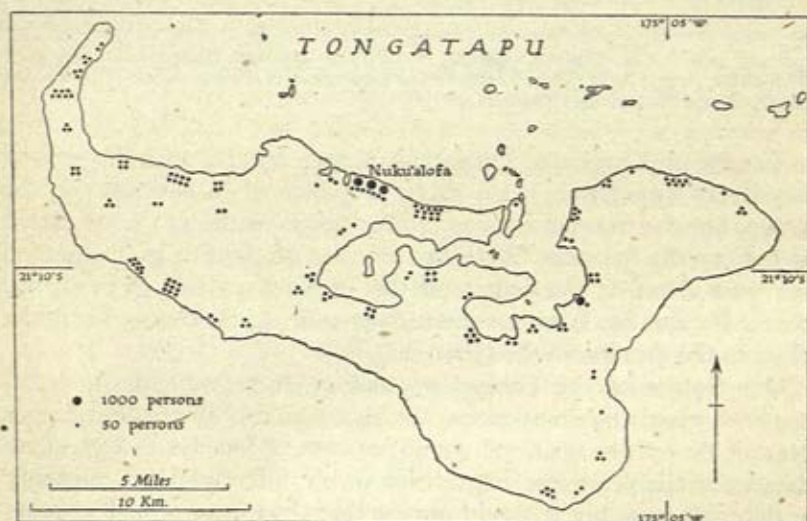 175° 05' W
TONGATAPU
Nuku'alofa
21° 10' S
21° 10' S
1000 persons
50 persons
5 Miles
10 Km.
175° 05' W